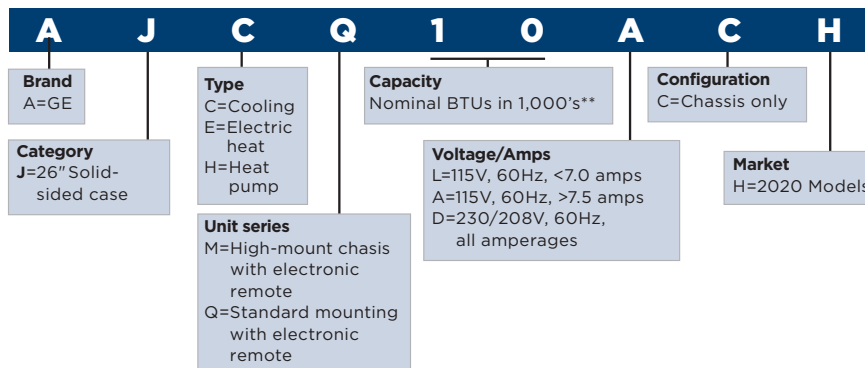 A J C Q 1 0 A C H
Brand
A=GE
Category
J=26" Solid-
sided case
Type
C=Cooling
E=Electric
heat
H=Heat
pump
Unit series
M=High-mount chasis
with electronic
remote
Q=Standard mounting
with electronic
remote
Capacity
Nominal BTUs in 1,000's**
Voltage/Amps
L=115V, 60Hz, <7.0 amps
A=115V, 60Hz, >7.5 amps
D=230/208V, 60Hz,
all amperages
Configuration
C=Chassis only
Market
H=2020 Models